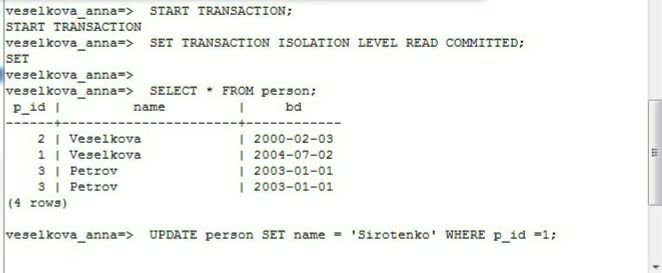 veselkova_anna=>  START TRANSACTION;
START TRANSACTION
veselkova_anna=>  SET TRANSACTION ISOLATION LEVEL READ COMMITTED;
SET
veselkova_anna=>
veselkova_anna=>  SELECT * FROM person;
 p_id |         name          |     bd
------+-----------------------+------------
    2 | Veselkova             | 2000-02-03
    1 | Veselkova             | 2004-07-02
    3 | Petrov                | 2003-01-01
    3 | Petrov                | 2003-01-01
(4 rows)
veselkova_anna=>  UPDATE person SET name = 'Sirotenko' WHERE p_id =1;